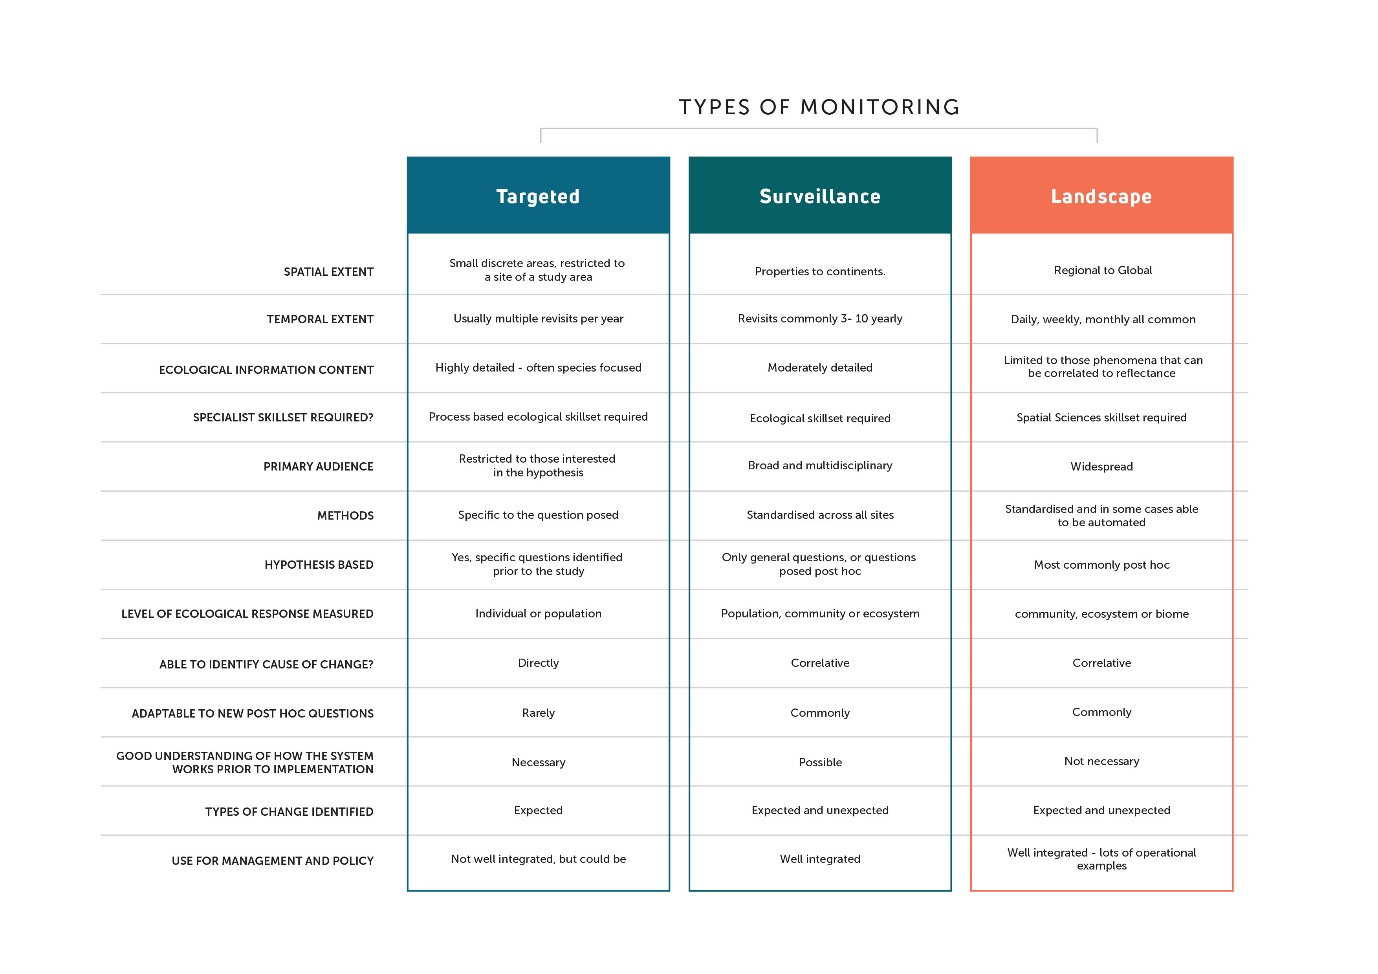 TYPES OF MONITORING
Targeted
Surveillance
Landscape
SPATIAL EXTENT
Small discrete areas, restricted to
a site of a study area
Properties to continents.
Regional to Global
TEMPORAL EXTENT
Usually multiple revisits per year
Revisits commonly 3- 10 yearly
Daily, weekly, monthly all common
ECOLOGICAL INFORMATION CONTENT
Highly detailed - often species focused
Moderately detailed
Limited to those phenomena that can
be correlated to reflectance
SPECIALIST SKILLSET REQUIRED?
Process based ecological skillset required
Ecological skillset required
Spatial Sciences skillset required
PRIMARY AUDIENCE
Restricted to those interested
in the hypothesis
Broad and multidisciplinary
Widespread
METHODS
Specific to the question posed
Standardised across all sites
Standardised and in some cases able
to be automated
HYPOTHESIS BASED
Yes, specific questions identified
prior to the study
Only general questions, or questions
posed post hoc
Most commonly post hoc
LEVEL OF ECOLOGICAL RESPONSE MEASURED
Individual or population
Population, community or ecosystem
community, ecosystem or biome
ABLE TO IDENTIFY CAUSE OF CHANGE?
Directly
Correlative
Correlative
ADAPTABLE TO NEW POST HOC QUESTIONS
Rarely
Commonly
Commonly
GOOD UNDERSTANDING OF HOW THE SYSTEM
WORKS PRIOR TO IMPLEMENTATION
Necessary
Possible
Not necessary
TYPES OF CHANGE IDENTIFIED
Expected
Expected and unexpected
Expected and unexpected
USE FOR MANAGEMENT AND POLICY
Not well integrated, but could be
Well integrated
Well integrated - lots of operational
examples